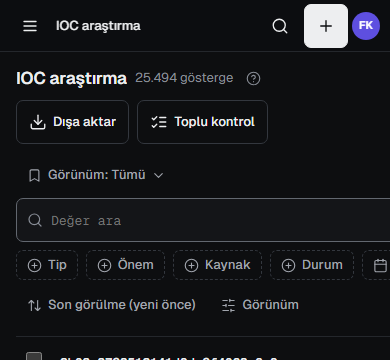 IOC araştırma
FK
IOC araştırma 25.494 gösterge
Dışa aktar
Toplu kontrol
Görünüm: Tümü
Değer ara
Tip
Önem
Kaynak
Durum
Son görülme (yeni önce)
Görünüm